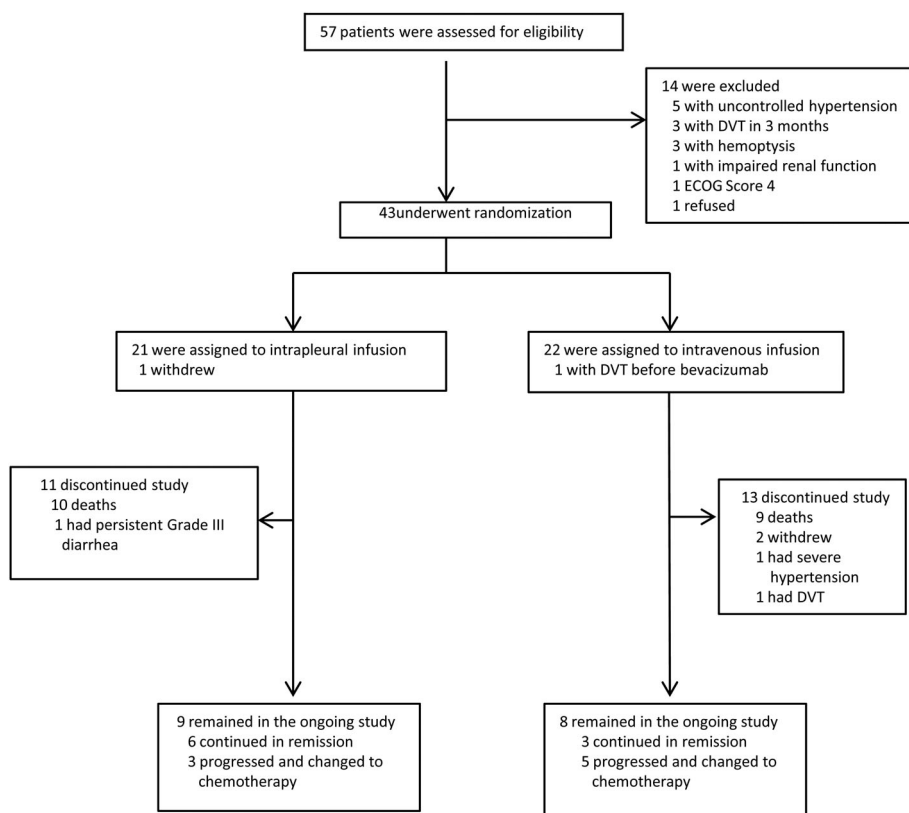 57 patients were assessed for eligibility
14 were excluded
5 with uncontrolled hypertension
3 with DVT in 3 months
3 with hemoptysis
1 with impaired renal function
1 ECOG Score 4
1 refused
43underwent randomization
21 were assigned to intrapleural infusion
1 withdrew
22 were assigned to intravenous infusion
1 with DVT before bevacizumab
11 discontinued study
10 deaths
1 had persistent Grade III
diarrhea
13 discontinued study
9 deaths
2 withdrew
1 had severe
hypertension
1 had DVT
9 remained in the ongoing study
6 continued in remission
3 progressed and changed to
chemotherapy
8 remained in the ongoing study
3 continued in remission
5 progressed and changed to
chemotherapy